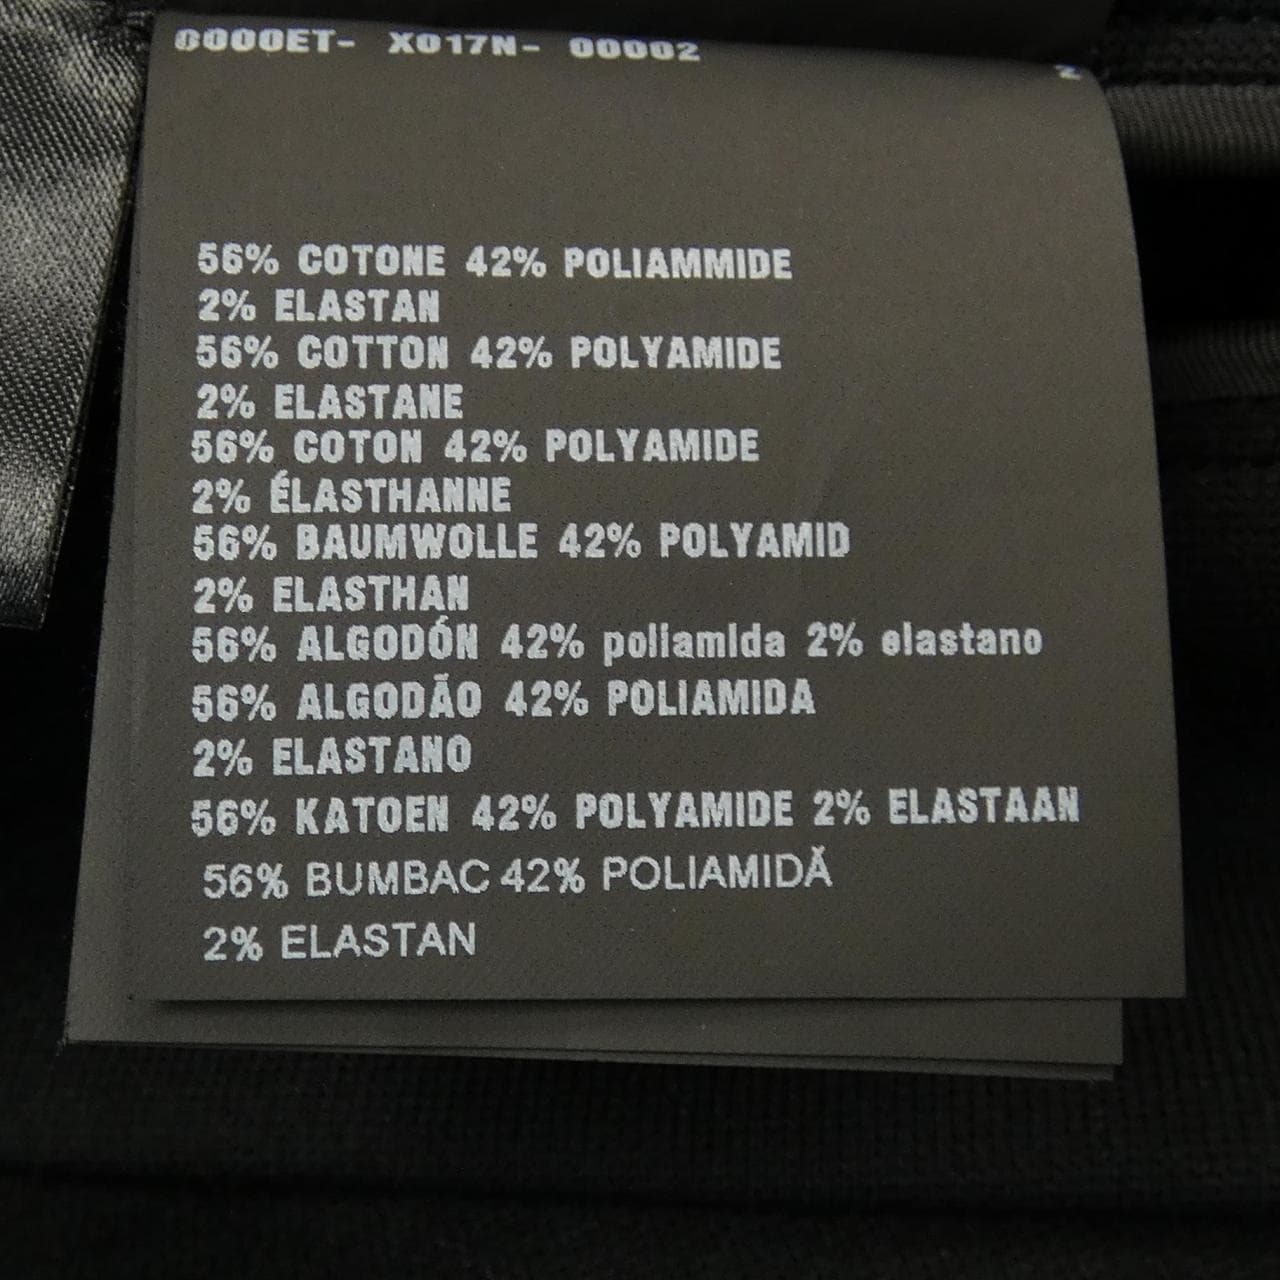 0000ET- X017N- 00002
2
56% COTONE 42% POLIAMMIDE
2% ELASTAN
56% COTTON 42% POLYAMIDE
2% ELASTANE
56% COTON 42% POLYAMIDE
2% ÉLASTHANNE
56% BAUMWOLLE 42% POLYAMID
2% ELASTHAN
56% ALGODÓN 42% poliamida 2% elastano
56% ALGODÃO 42% POLIAMIDA
2% ELASTANO
56% KATOEN 42% POLYAMIDE 2% ELASTAAN
56% BUMBAC 42% POLIAMIDĂ
2% ELASTAN